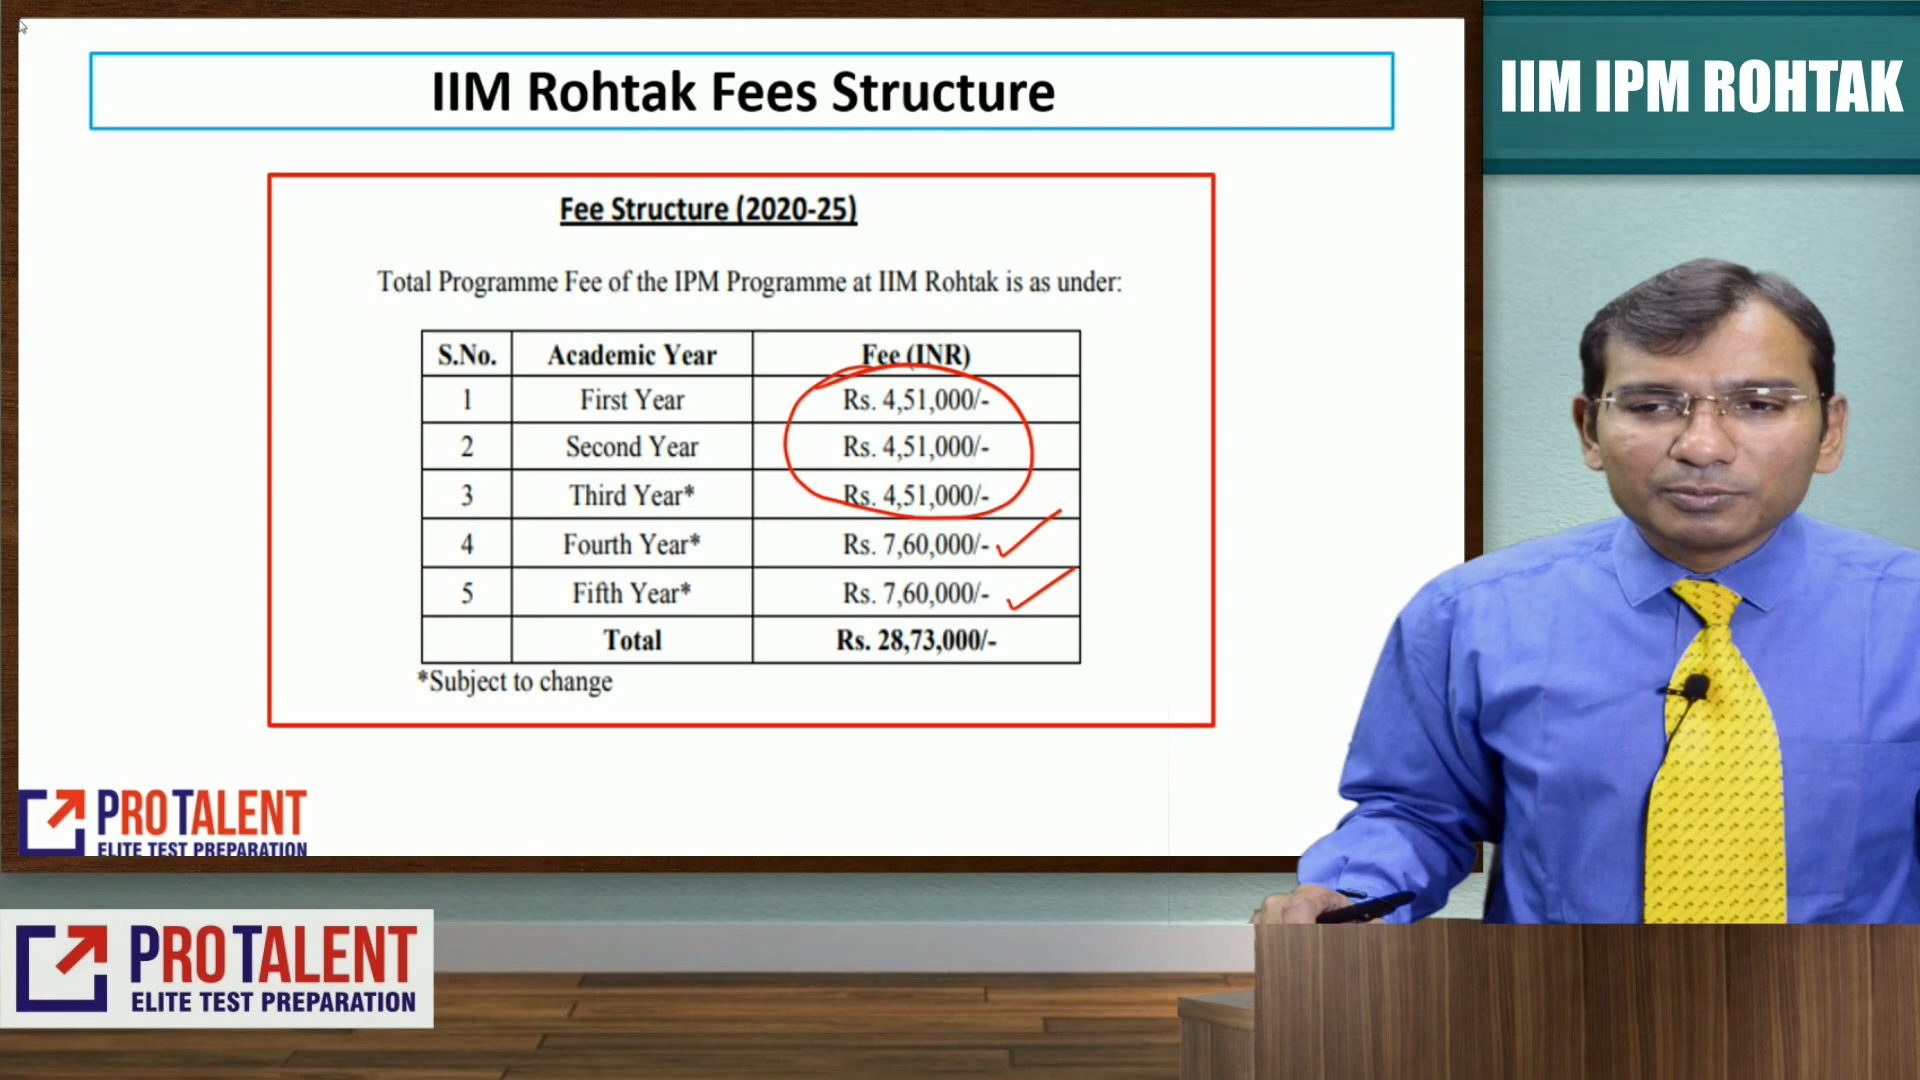 IIM Rohtak Fees Structure
IIM IPM ROHTAK
Fee Structure (2020-25)
Total Programme Fee of the IPM Programme at IIM Rohtak is as under:
S.No. Academic Year Fee (INR)
1 First Year Rs. 4,51,000/-
2 Second Year Rs. 4,51,000/-
3 Third Year* Rs. 4,51,000/-
4 Fourth Year* Rs. 7,60,000/-
5 Fifth Year* Rs. 7,60,000/-
Total Rs. 28,73,000/-
*Subject to change
PROTALENT
ELITE TEST PREPARATION
PROTALENT
ELITE TEST PREPARATION